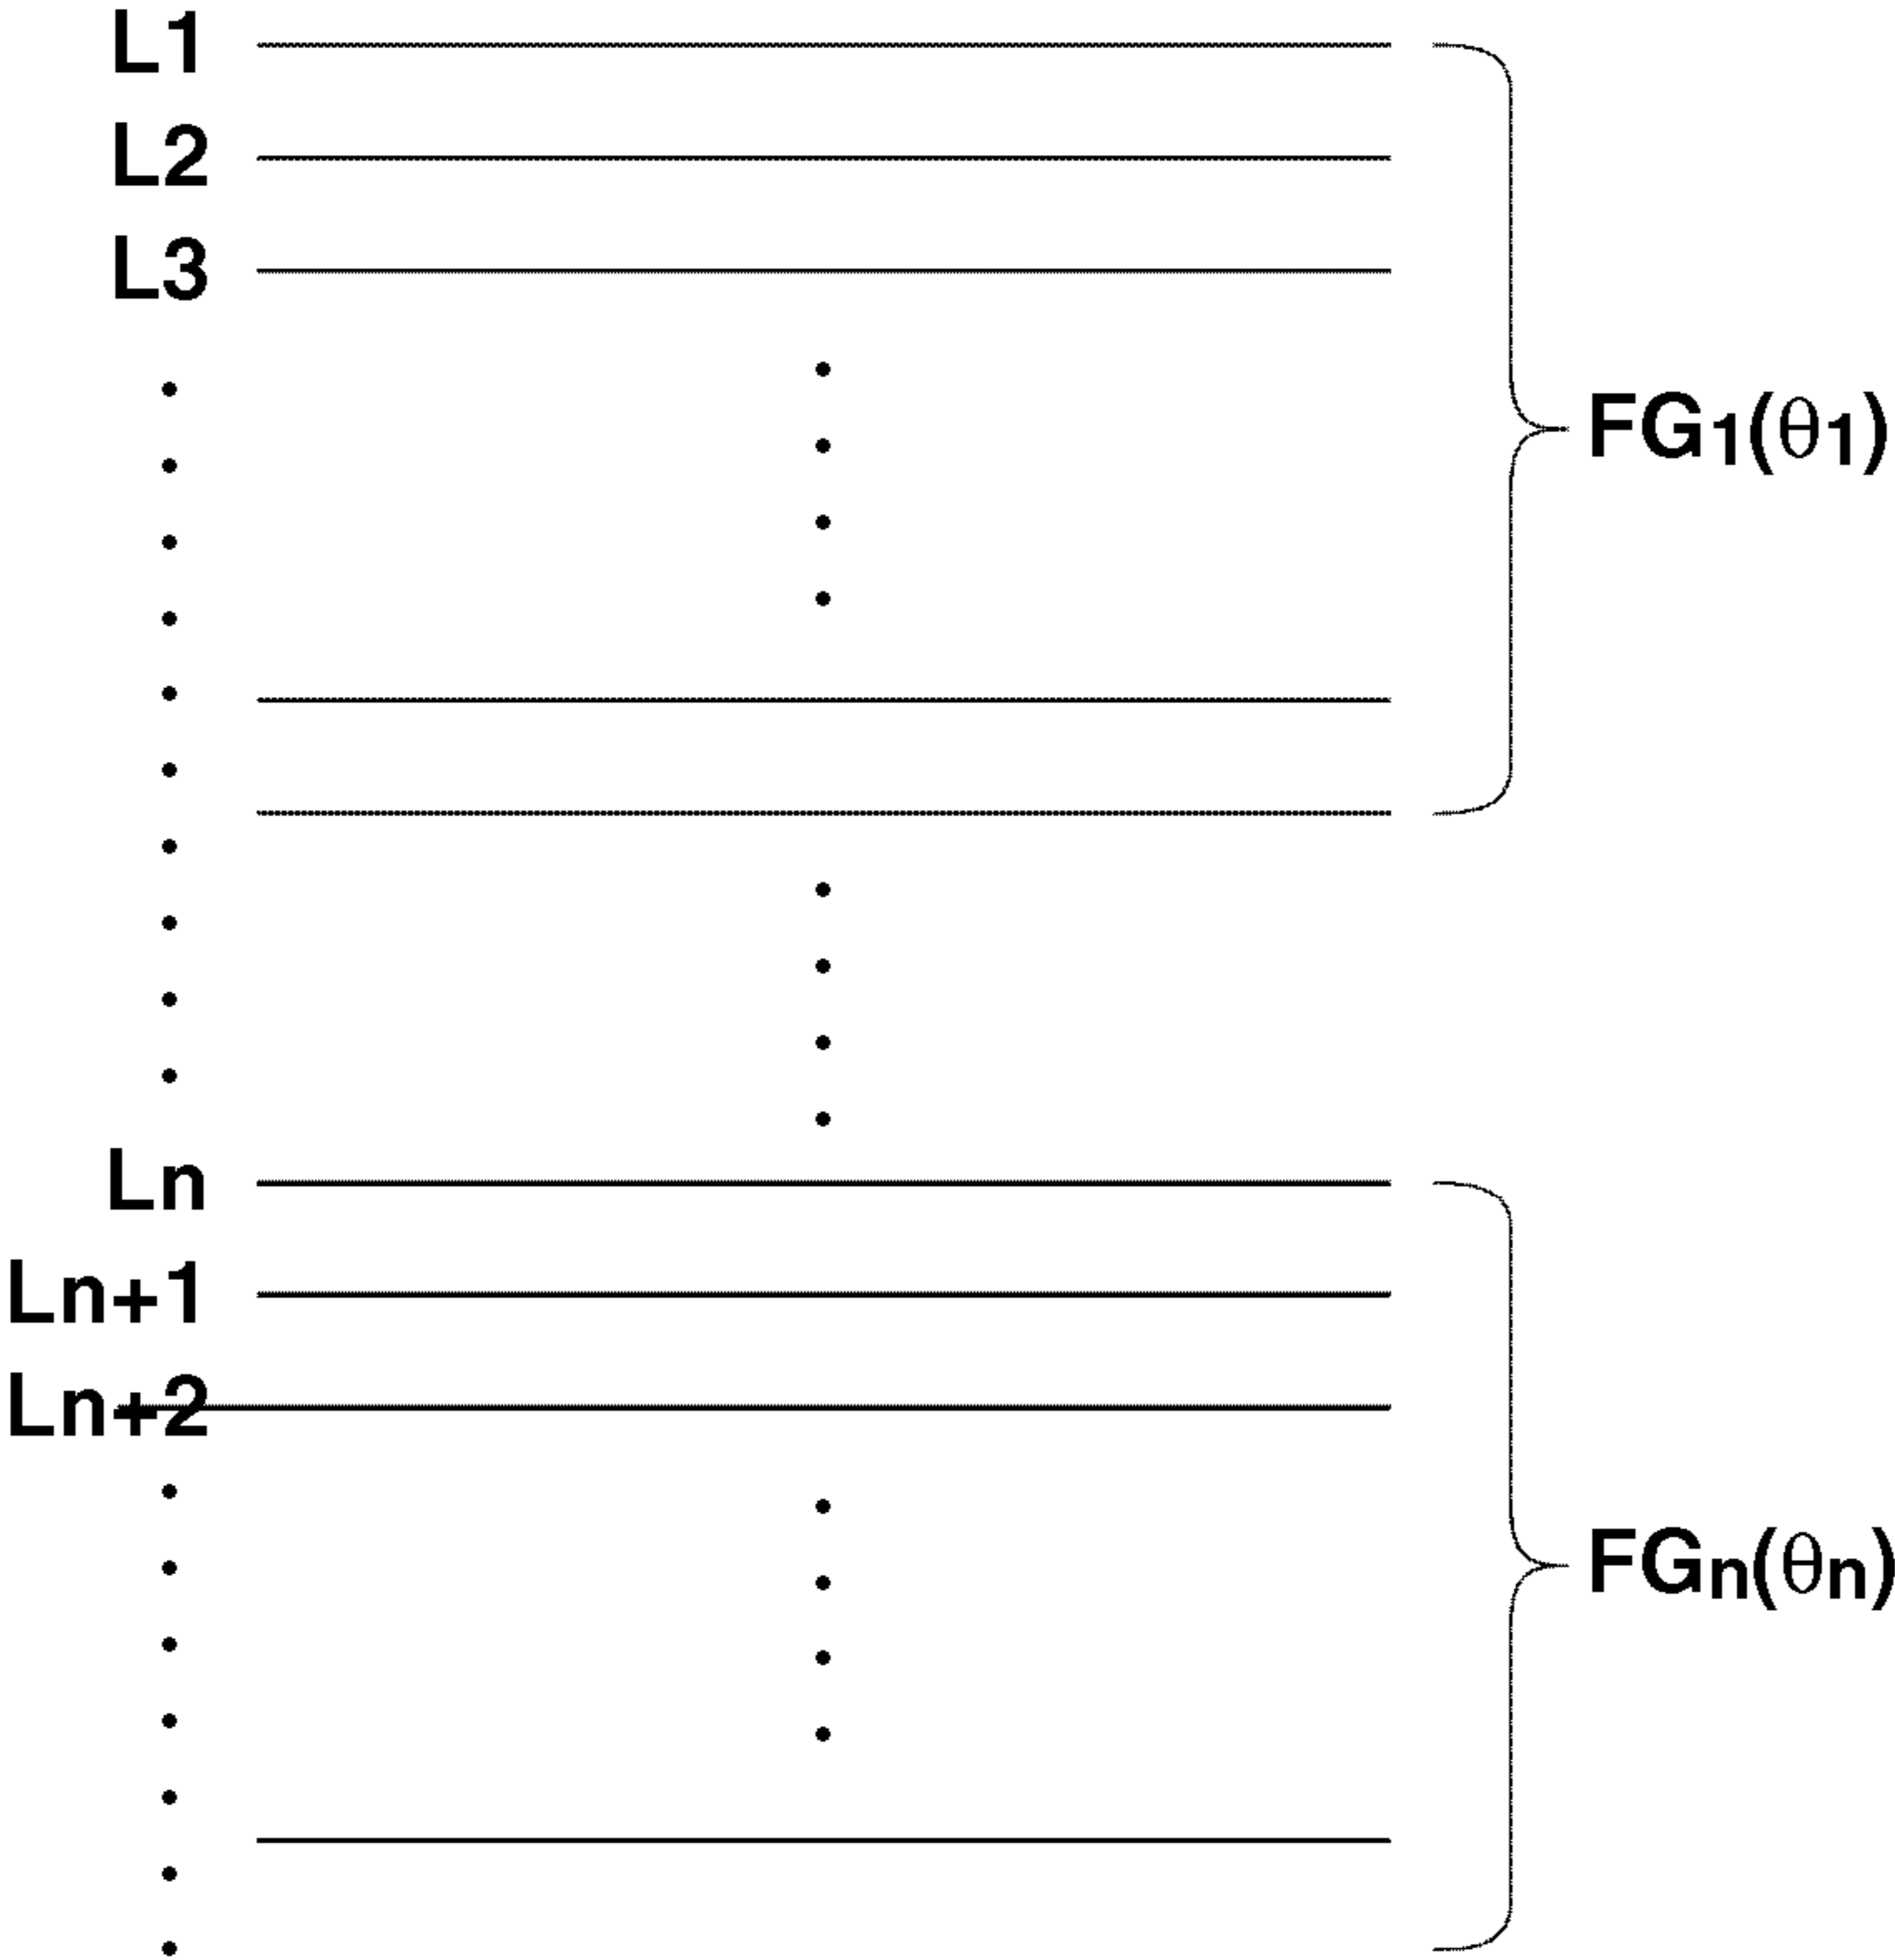 L1
L2
L3
FG1(θ1)
Ln
Ln+1
Ln+2
FGn(θn)